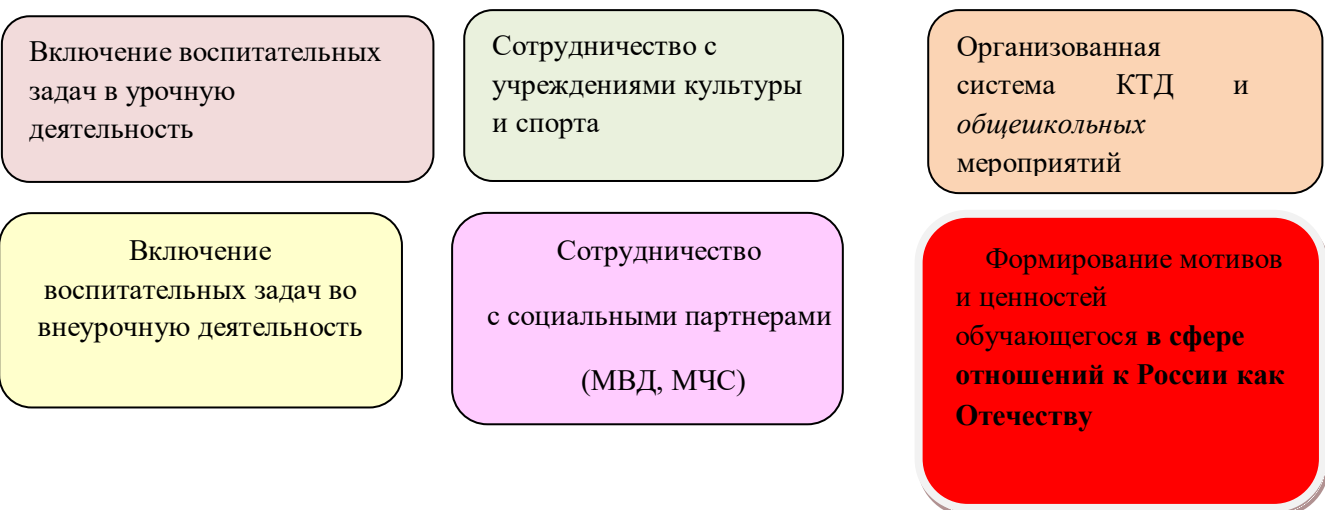 Включение воспитательных
задач в урочную
деятельность
Сотрудничество с
учреждениями культуры
и спорта
Организованная
система КТД и
общешкольных
мероприятий
Включение
воспитательных задач во
внеурочную деятельность
Сотрудничество
с социальными партнерами
(МВД, МЧС)
Формирование мотивов
и ценностей
обучающегося в сфере
отношений к России как
Отечеству